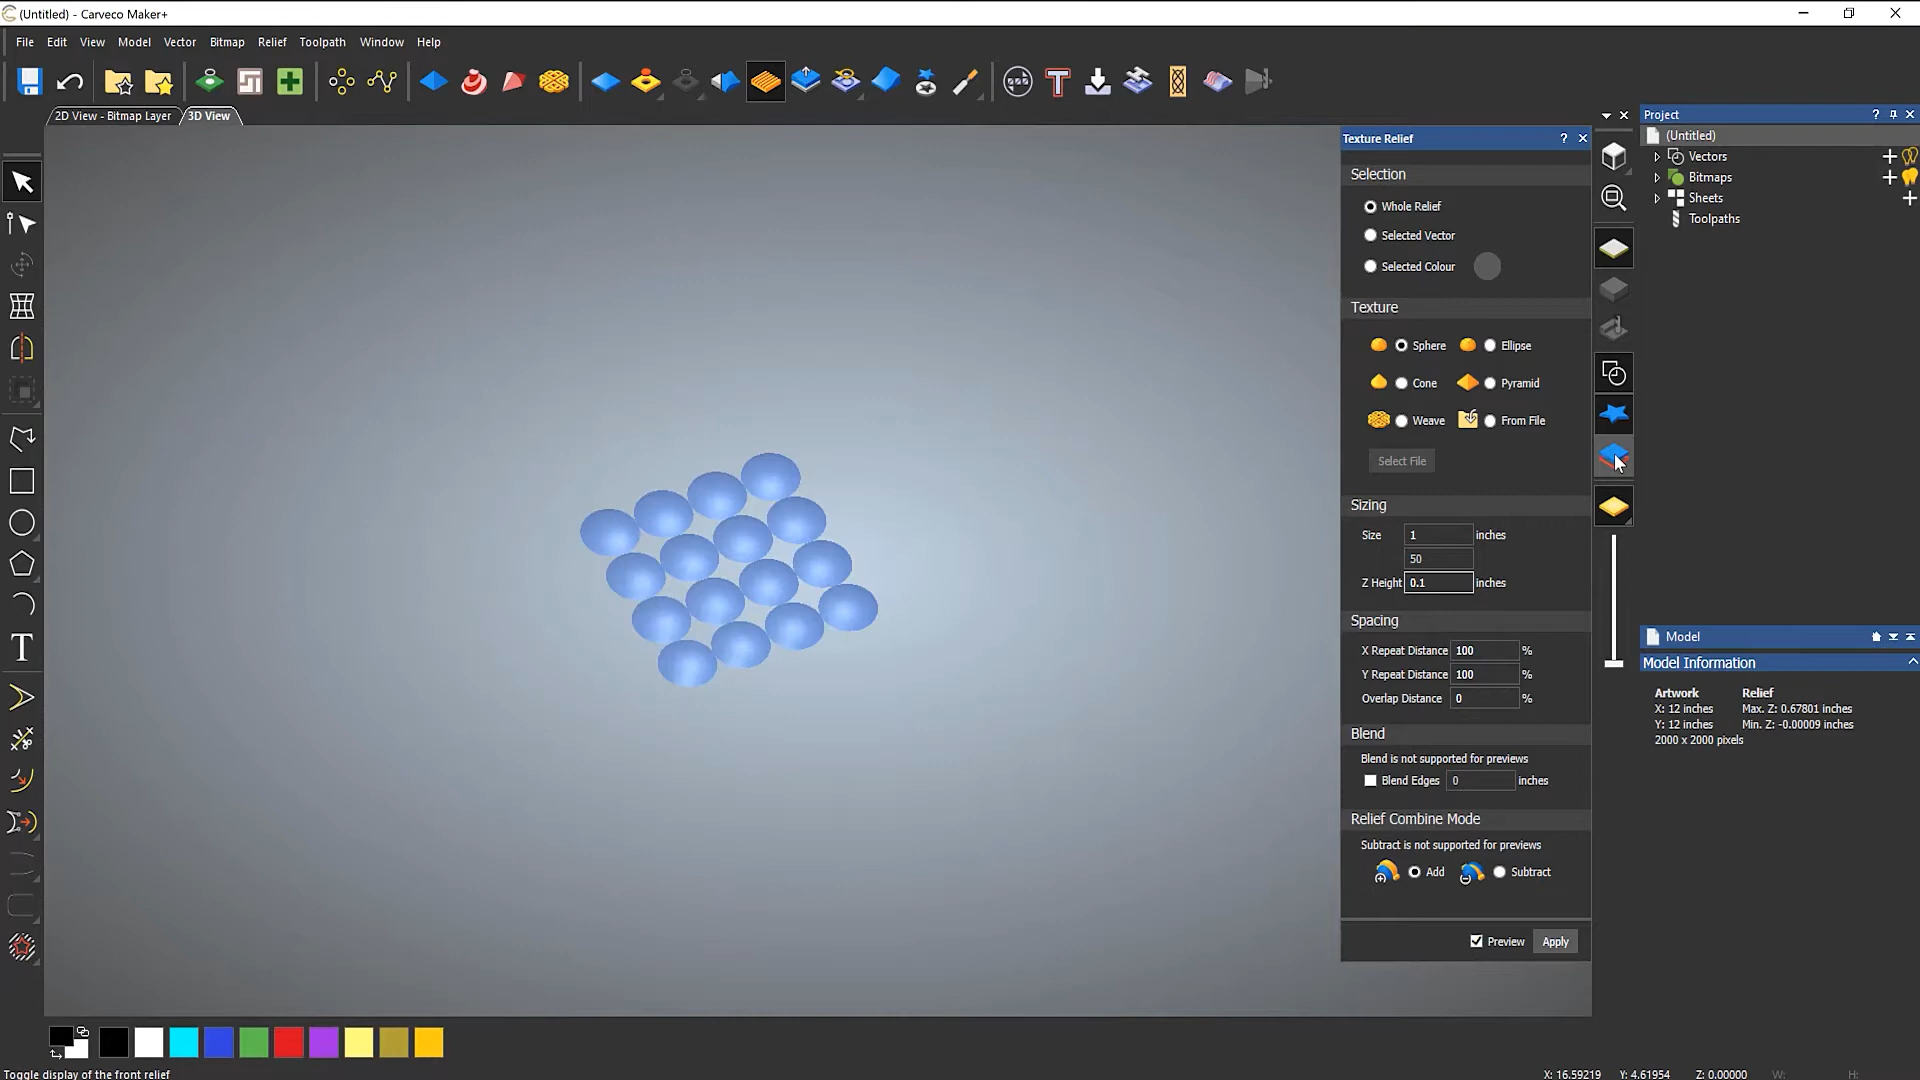 (Untitled) - Carveco Maker+
File Edit View Model Vector Bitmap Relief Toolpath Window Help
2D View - Bitmap Layer 3D View
Texture Relief ?
Selection
Whole Relief
Selected Vector
Selected Colour
Texture
Sphere Ellipse
Cone Pyramid
Weave From File
Select File
Sizing
Size 1 inches
50
Z Height 0.1 inches
Spacing
X Repeat Distance 100 %
Y Repeat Distance 100 %
Overlap Distance 0 %
Blend
Blend is not supported for previews
Blend Edges 0 inches
Relief Combine Mode
Subtract is not supported for previews
Add Subtract
Preview Apply
Project ?
(Untitled)
Vectors
Bitmaps
Sheets
Toolpaths
Model
Model Information
Artwork Relief
X: 12 inches Max. Z: 0.67801 inches
Y: 12 inches Min. Z: -0.00009 inches
2000 x 2000 pixels
Toggle display of the front relief
X: 16.59219 Y: 4.61954 Z: 0.00000 W: H: